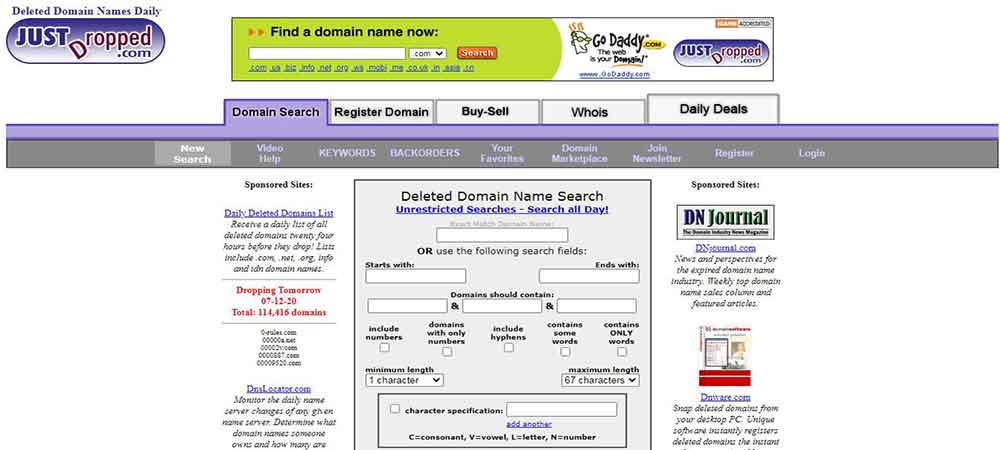 Deleted Domain Names Daily
JUST Dropped .com
Find a domain name now:
.com
Search
.com .us .biz .info .net .org .ws .mobi .me .co.uk .in .asia .cn
Go Daddy .COM
The web
is your Domain!
www.GoDaddy.com
ICANN ACCREDITED
JUST Dropped .com
Domain Search
Register Domain
Buy-Sell
Whois
Daily Deals
New Search
Video Help
KEYWORDS
BACKORDERS
Your Favorites
Domain Marketplace
Join Newsletter
Register
Login
Sponsored Sites:
Daily Deleted Domains List
Receive a daily list of all
deleted domains twenty four
hours before they drop! Lists
include .com, .net, .org, info
and idn domain names.
Dropping Tomorrow
07-12-20
Total: 114,416 domains
0-rules.com
00000a.net
00002v.com
0000887.com
00009520.com
DnsLocator.com
Monitor the daily name
server changes of any given
name server. Determine what
domain names someone
owns and how many are
Deleted Domain Name Search
Unrestricted Searches - Search all Day!
Exact Match Domain Name:
OR use the following search fields:
Starts with:
Ends with:
Domains should contain:
& &
include numbers
domains with only numbers
include hyphens
contains some words
contains ONLY words
minimum length
maximum length
1 character
67 characters
character specification:
add another
C=consonant, V=vowel, L=letter, N=number
Sponsored Sites:
DN Journal
The Domain Industry News Magazine
DNjournal.com
News and perspectives for
the expired domain name
industry. Weekly top domain
name sales column and
featured articles.
domainsoftware
Dnware.com
Snap deleted domains from
your desktop PC. Unique
software instantly registers
deleted domains the instant